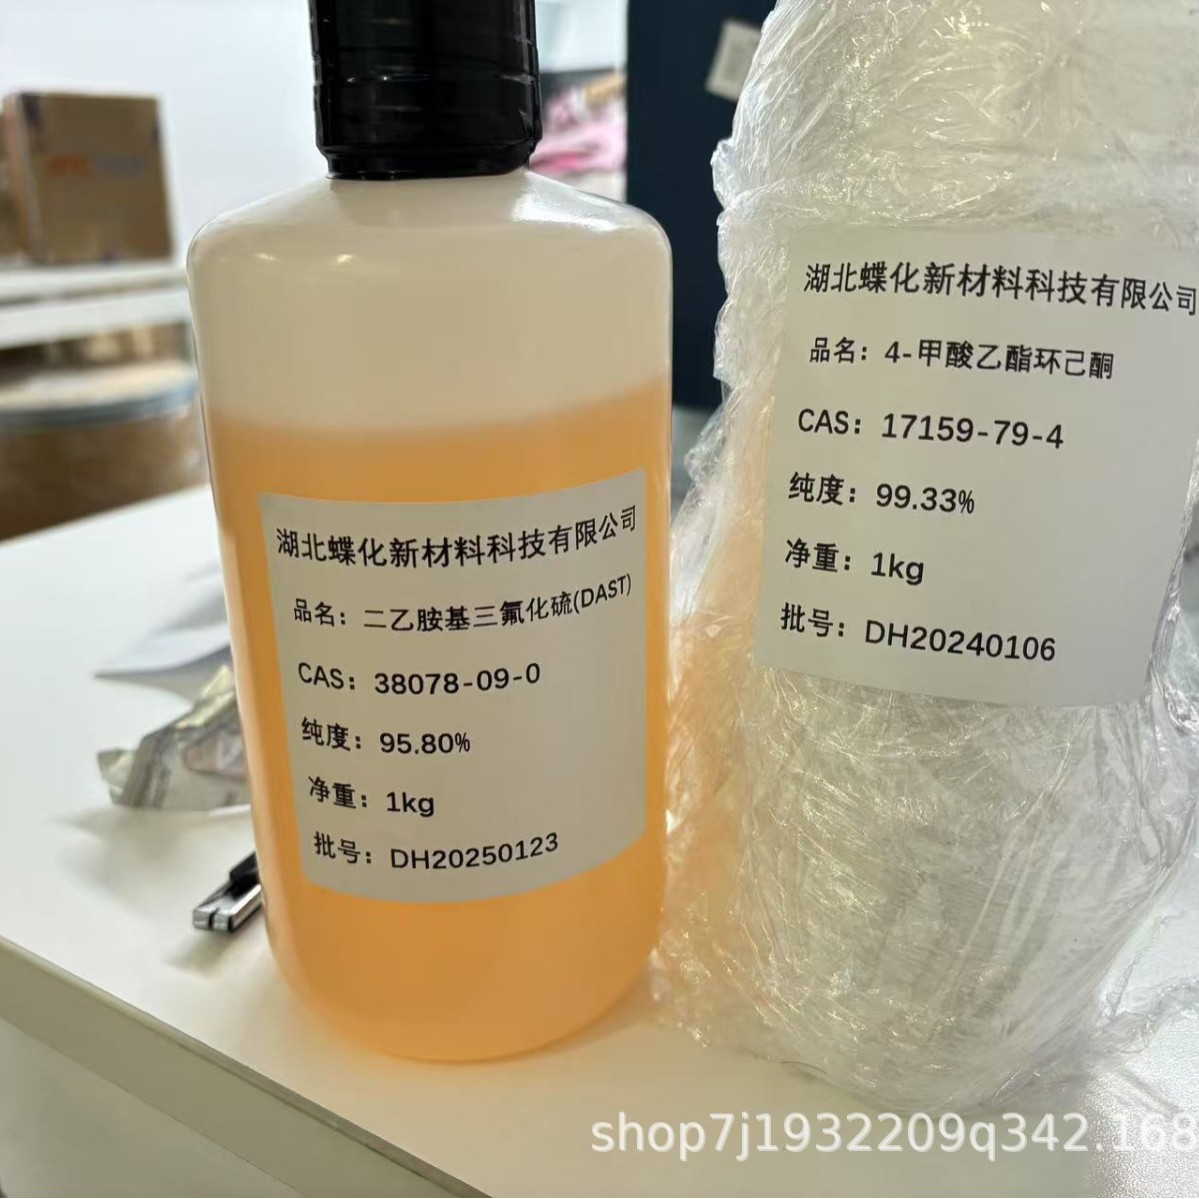 湖北蝶化新材料科技有限公司
品名：二乙胺基三氟化硫(DAST)
CAS：38078-09-0
纯度：95.80%
净重：1kg
批号：DH20250123
湖北蝶化新材料科技有限公司
品名：4-甲酸乙酯环己酮
CAS：17159-79-4
纯度：99.33%
净重：1kg
批号：DH20240106
shop7j1932209q342.168